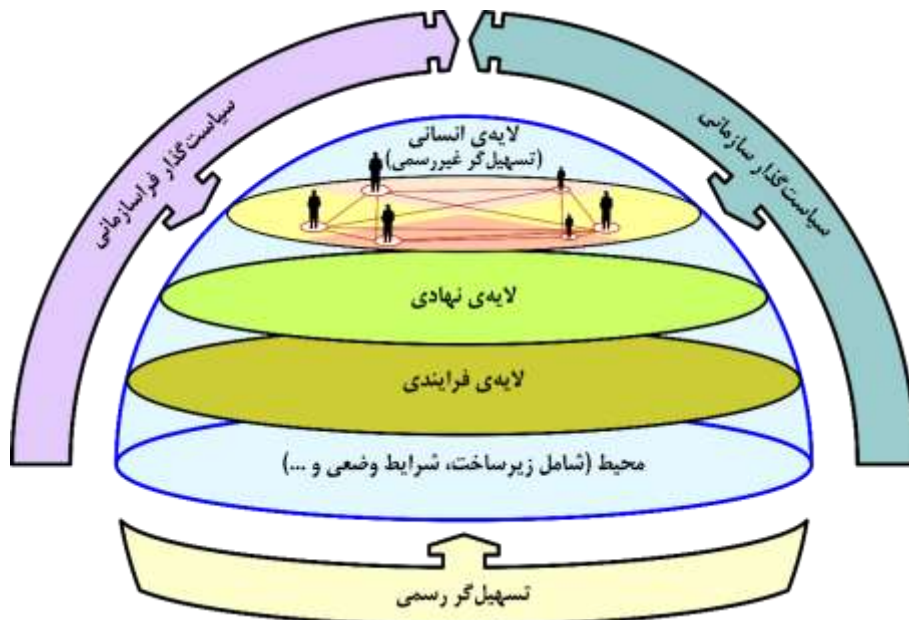 سیاست‌گذار سازمانی
سیاست‌گذار فراسازمانی
لایه‌ی انسانی
(تسهیل‌گر غیررسمی)
لایه‌ی نهادی
لایه‌ی فرایندی
محیط (شامل زیرساخت، شرایط وضعی و ...)
تسهیل‌گر رسمی